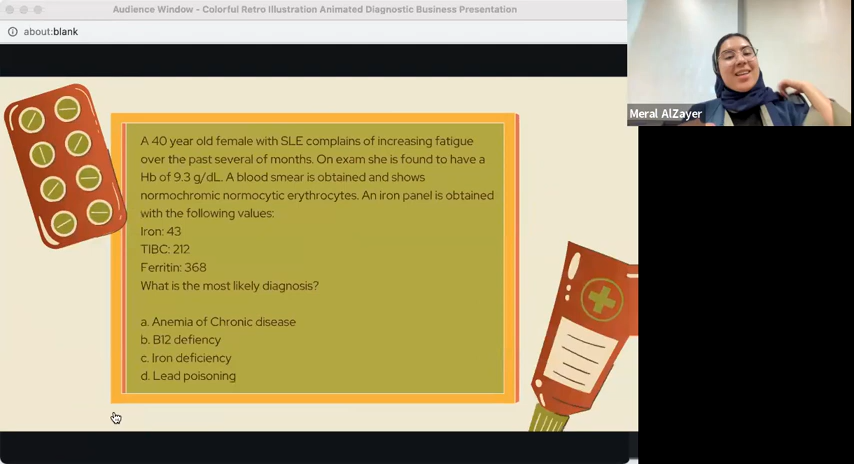 Audience Window - Colorful Retro Illustration Animated Diagnostic Business Presentation
about:blank
Meral AlZayer
A 40 year old female with SLE complains of increasing fatigue
over the past several of months. On exam she is found to have a
Hb of 9.3 g/dL. A blood smear is obtained and shows
normochromic normocytic erythrocytes. An iron panel is obtained
with the following values:
Iron: 43
TIBC: 212
Ferritin: 368
What is the most likely diagnosis?
a. Anemia of Chronic disease
b. B12 defiency
c. Iron deficiency
d. Lead poisoning